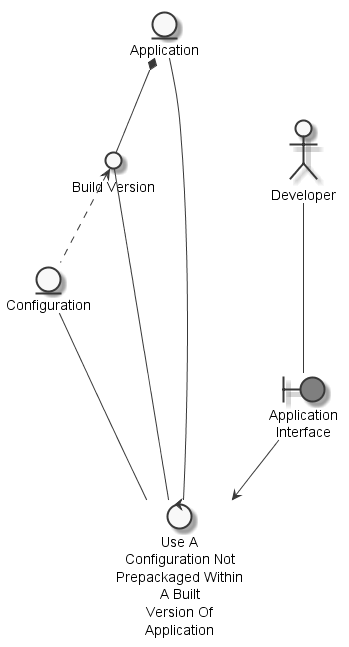 Application
Build Version
Developer
Configuration
Application
Interface
Use A
Configuration Not
Prepackaged Within
A Built
Version Of
Application